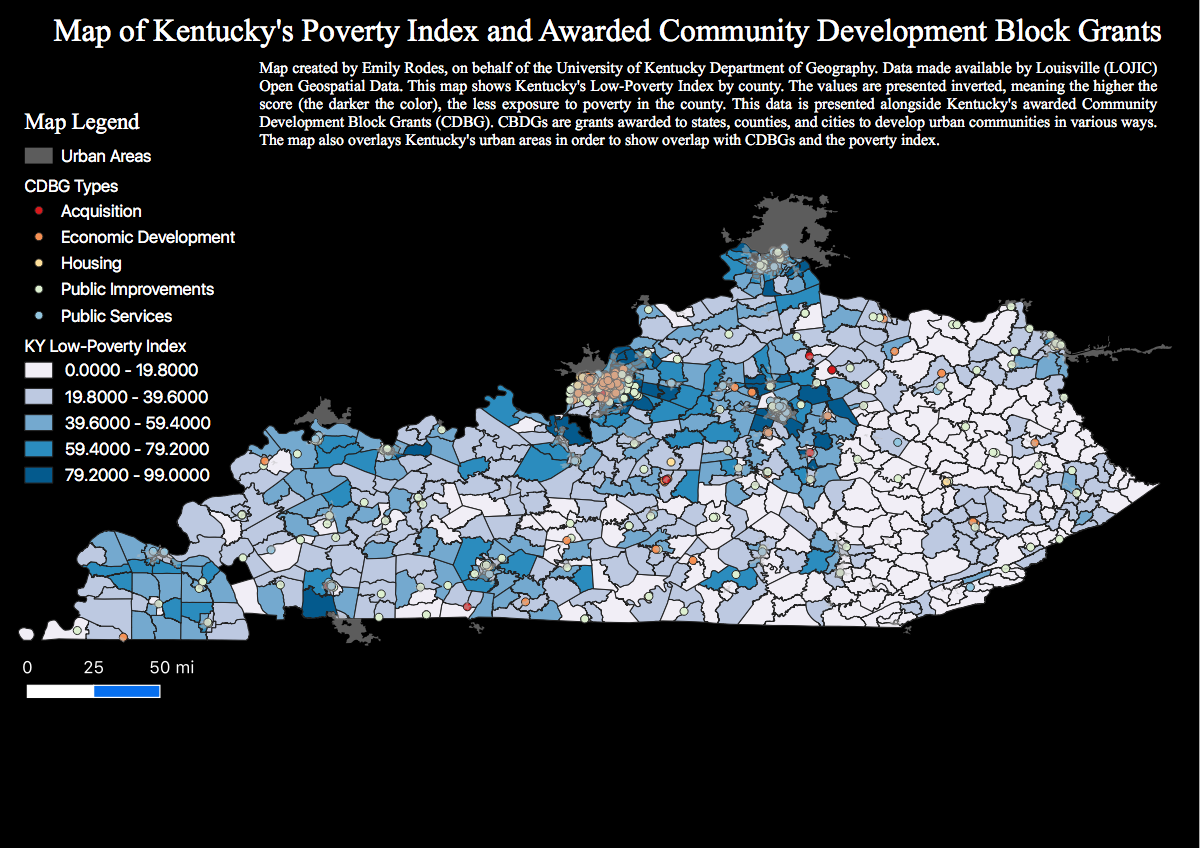 Map of Kentucky's Poverty Index and Awarded Community Development Block Grants
Map created by Emily Rodes, on behalf of the University of Kentucky Department of Geography. Data made available by Louisville (LOJIC)
Open Geospatial Data. This map shows Kentucky's Low-Poverty Index by county. The values are presented inverted, meaning the higher the
score (the darker the color), the less exposure to poverty in the county. This data is presented alongside Kentucky's awarded Community
Development Block Grants (CDBG). CBDGs are grants awarded to states, counties, and cities to develop urban communities in various ways.
The map also overlays Kentucky's urban areas in order to show overlap with CDBGs and the poverty index.
Map Legend
Urban Areas
CDBG Types
Acquisition
Economic Development
Housing
Public Improvements
Public Services
KY Low-Poverty Index
0.0000 - 19.8000
19.8000 - 39.6000
39.6000 - 59.4000
59.4000 - 79.2000
79.2000 - 99.0000
0 25 50 mi